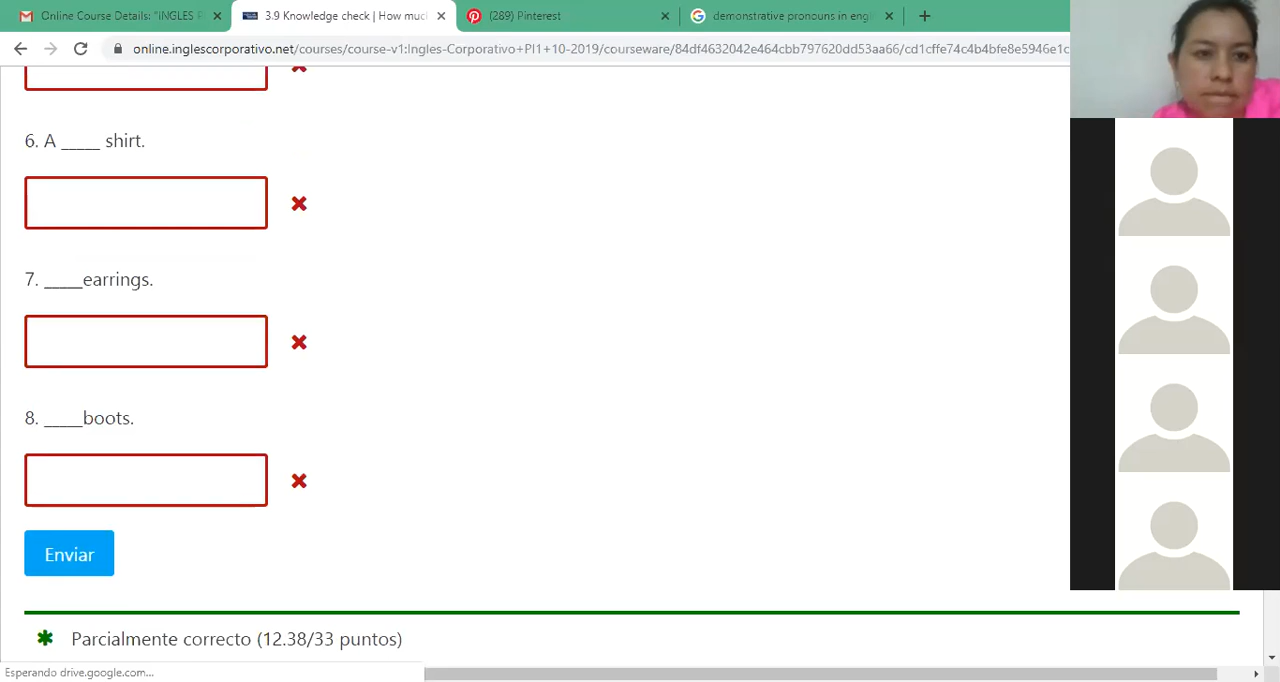 Online Course Details: "INGLES P
3.9 Knowledge check | How muc
(289) Pinterest
demonstrative pronouns in engl
online.inglescorporativo.net/courses/course-v1:Ingles-Corporativo+PI1+10-2019/courseware/84df4632042e464cbb797620dd53aa66/cd1cffe74c4b4bfe8e5946e1c
6. A _____ shirt.
7. _____earrings.
8. _____boots.
Enviar
Parcialmente correcto (12.38/33 puntos)
Esperando drive.google.com...